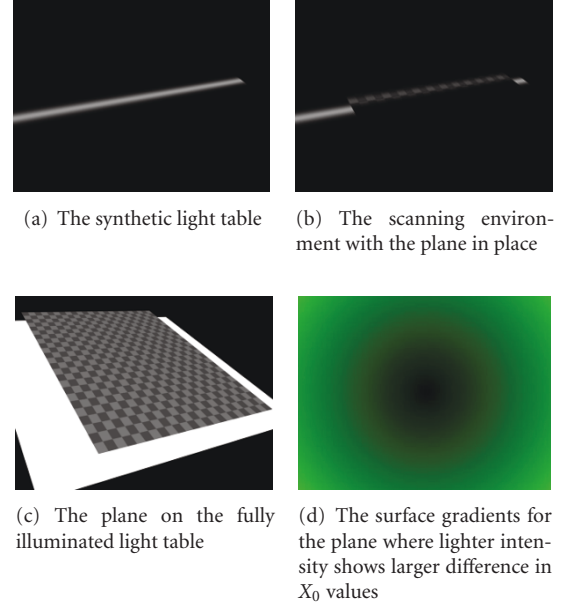 (a) The synthetic light table
(b) The scanning environ-
ment with the plane in place
(c) The plane on the fully
illuminated light table
(d) The surface gradients for
the plane where lighter inten-
sity shows larger difference in
X₀ values